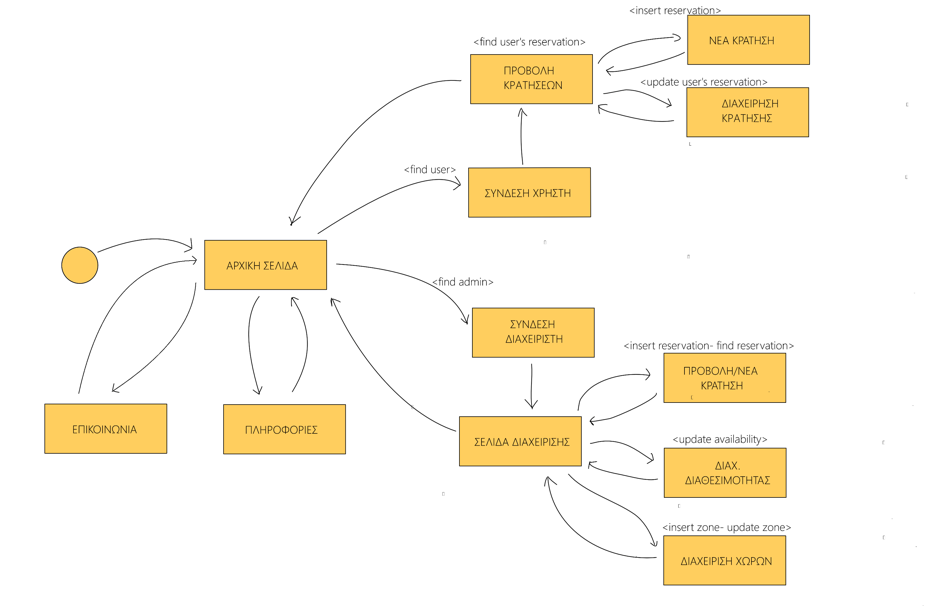 <insert reservation>
ΝΕΑ ΚΡΑΤΗΣΗ
<find user's reservation>
ΠΡΟΒΟΛΗ
ΚΡΑΤΗΣΕΩΝ
<update user's reservation>
ΔΙΑΧΕΙΡΗΣΗ
ΚΡΑΤΗΣΗΣ
<find user>
ΣΥΝΔΕΣΗ ΧΡΗΣΤΗ
ΑΡΧΙΚΗ ΣΕΛΙΔΑ
<find admin>
ΣΥΝΔΕΣΗ
ΔΙΑΧΕΙΡΙΣΤΗ
<insert reservation- find reservation>
ΠΡΟΒΟΛΗ/ΝΕΑ
ΚΡΑΤΗΣΗ
ΕΠΙΚΟΙΝΩΝΙΑ
ΠΛΗΡΟΦΟΡΙΕΣ
ΣΕΛΙΔΑ ΔΙΑΧΕΙΡΙΣΗΣ
<update availability>
ΔΙΑΧ.
ΔΙΑΘΕΣΙΜΟΤΗΤΑΣ
<insert zone- update zone>
ΔΙΑΧΕΙΡΙΣΗ ΧΩΡΩΝ